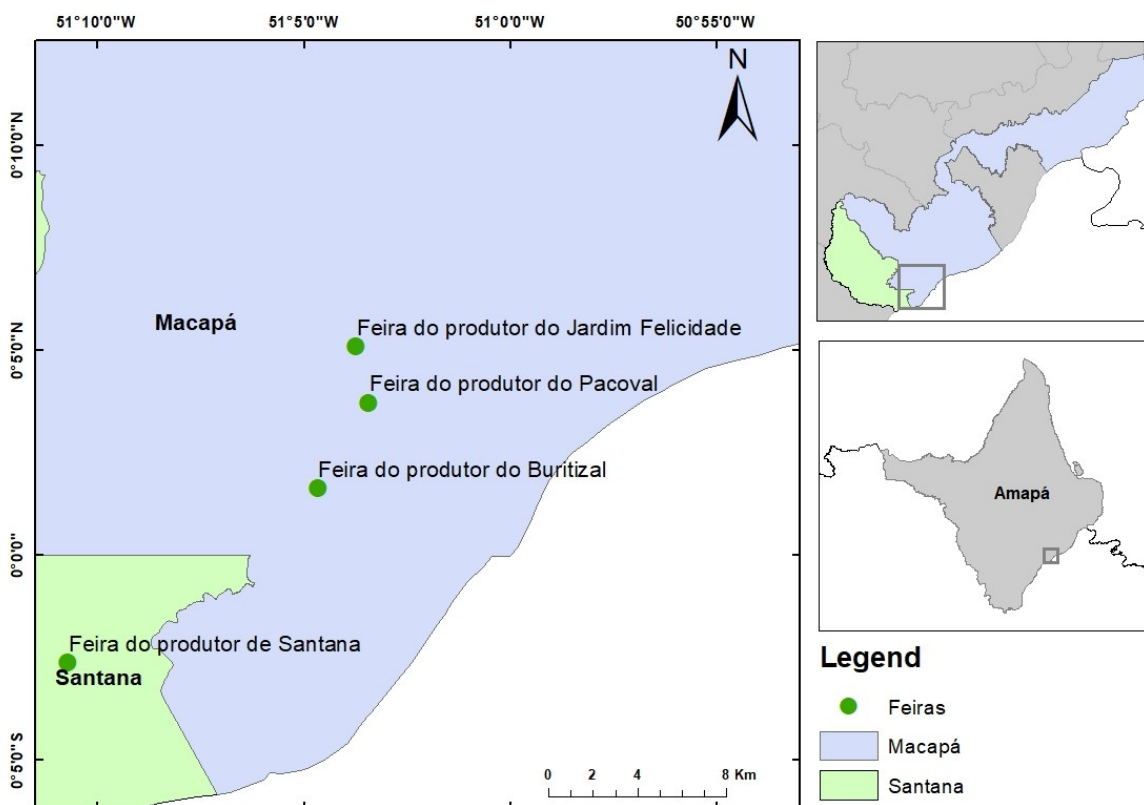 51°10'0"W 51°5'0"W 51°0'0"W 50°55'0"W
N
0°10'0"N
Macapá
Feira do produtor do Jardim Felicidade
0°5'0"N
Feira do produtor do Pacoval
Feira do produtor do Buritizal
0°0'0"
Feira do produtor de Santana
Santana
0°5'0"S
0 2 4 8 Km
Amapá
Legend
Feiras
Macapá
Santana